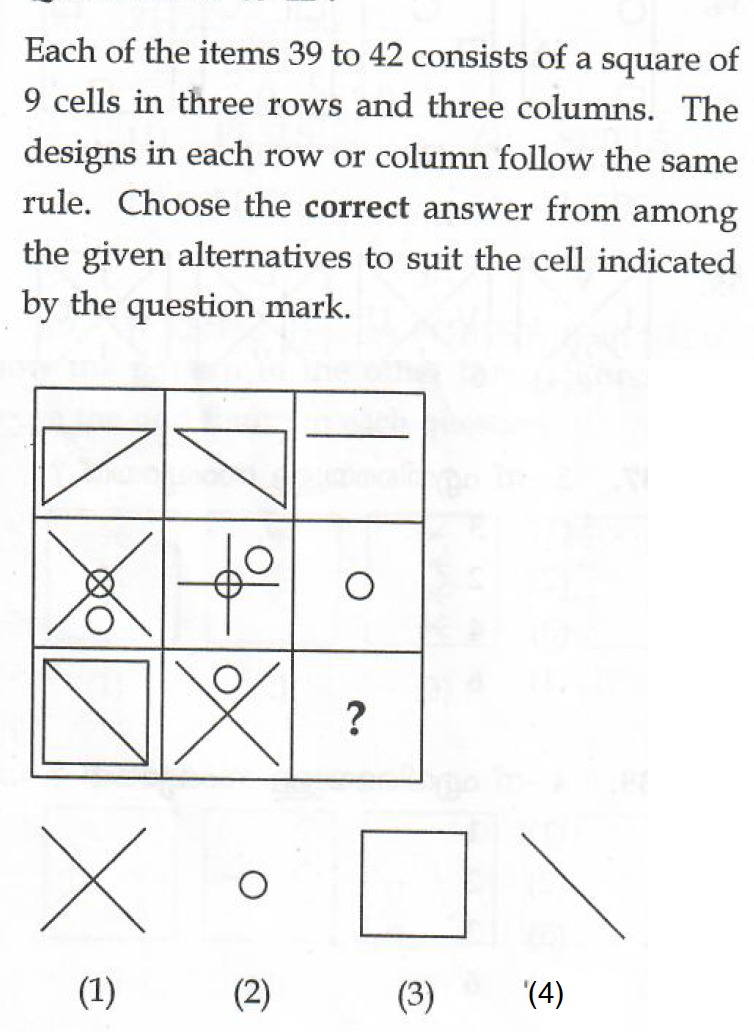 Each of the items 39 to 42 consists of a square of
9 cells in three rows and three columns. The
designs in each row or column follow the same
rule. Choose the correct answer from among
the given alternatives to suit the cell indicated
by the question mark.
?
(1) (2) (3) (4)